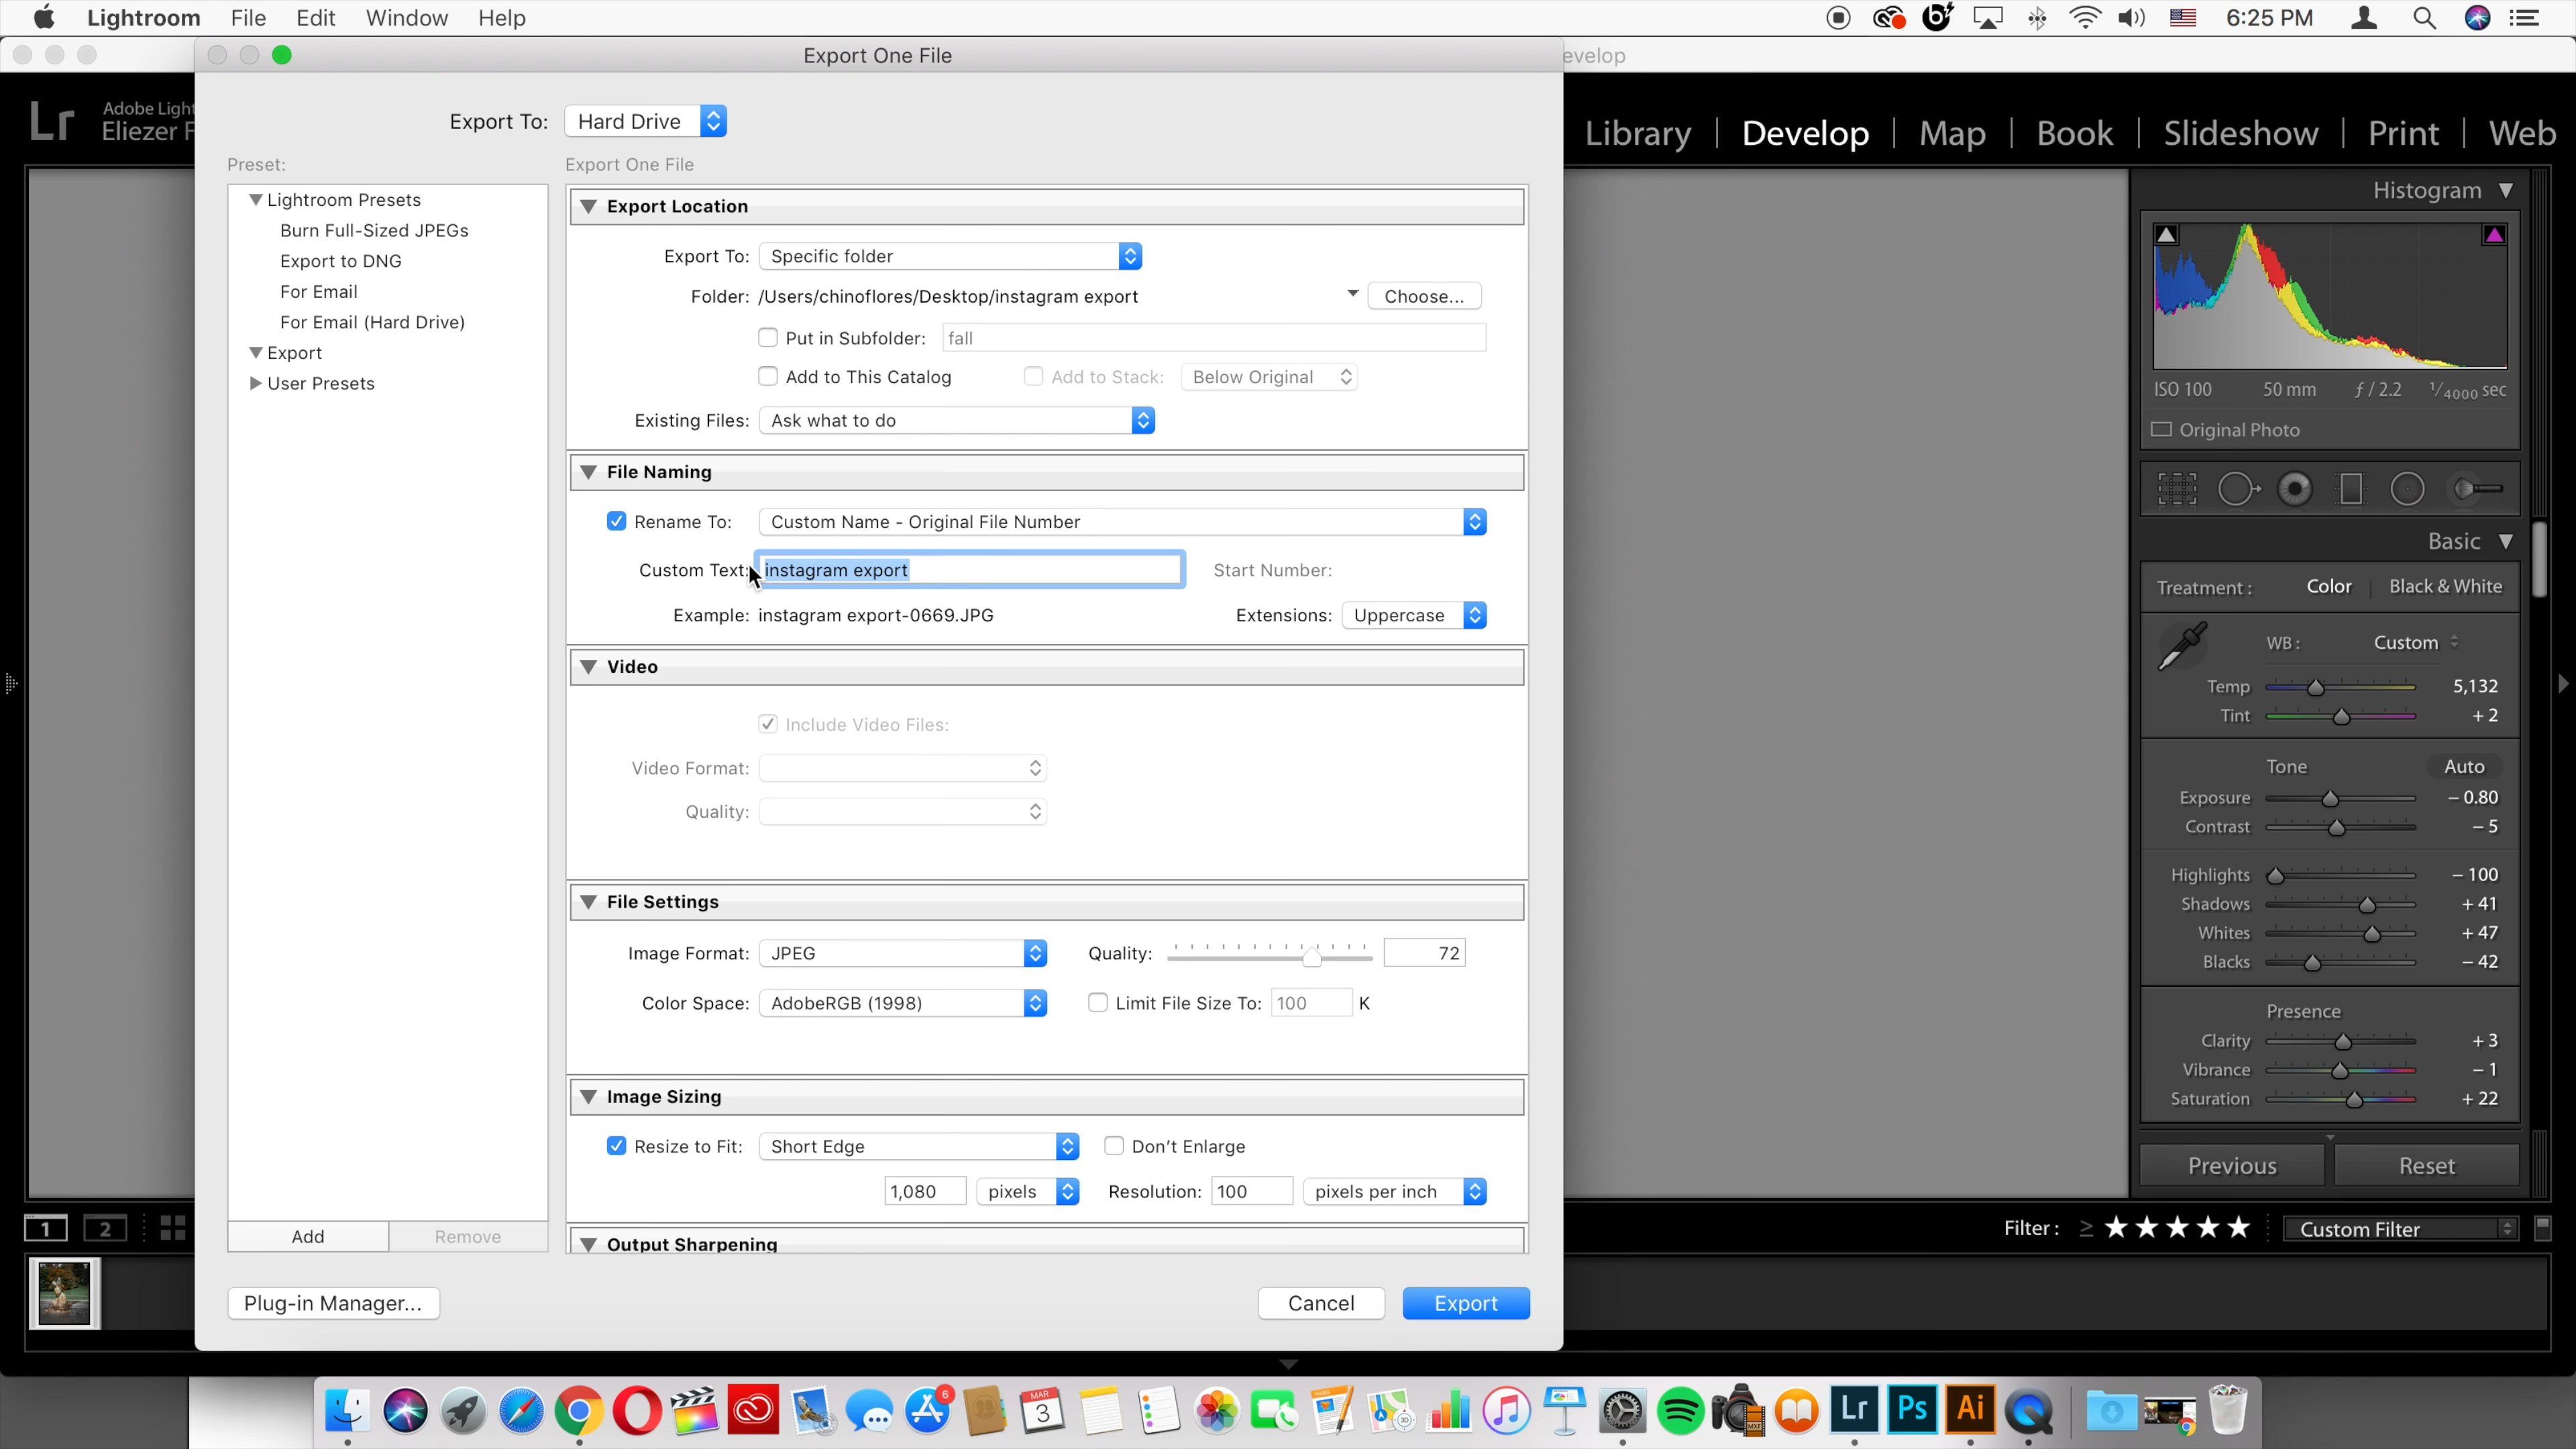 Lightroom File Edit Window Help 6:25 PM
Export One File evelop
Lr Adobe Light
Eliezer F
Library | Develop | Map | Book | Slideshow | Print | Web
Export To: Hard Drive
Preset: Export One File
Lightroom Presets
Burn Full-Sized JPEGs
Export to DNG
For Email
For Email (Hard Drive)
Export
User Presets
Add Remove
Plug-in Manager...
Export Location
Export To: Specific folder
Folder: /Users/chinoflores/Desktop/instagram export Choose...
Put in Subfolder: fall
Add to This Catalog Add to Stack: Below Original
Existing Files: Ask what to do
File Naming
Rename To: Custom Name - Original File Number
Custom Text: instagram export Start Number:
Example: instagram export-0669.JPG Extensions: Uppercase
Video
Include Video Files:
Video Format:
Quality:
File Settings
Image Format: JPEG Quality: 72
Color Space: AdobeRGB (1998) Limit File Size To: 100 K
Image Sizing
Resize to Fit: Short Edge Don't Enlarge
1,080 pixels Resolution: 100 pixels per inch
Output Sharpening
Cancel Export
Histogram
ISO 100 50 mm ƒ / 2.2 1/4000 sec
Original Photo
Basic
Treatment : Color | Black & White
WB : Custom
Temp 5,132
Tint + 2
Tone Auto
Exposure – 0.80
Contrast – 5
Highlights – 100
Shadows + 41
Whites + 47
Blacks – 42
Presence
Clarity + 3
Vibrance – 1
Saturation + 22
Previous Reset
1 2 Filter : ≥ ★★★★★ Custom Filter
6 MAR
3 Lr Ps Ai